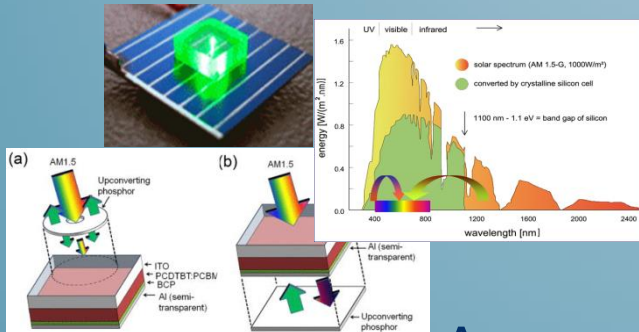 UV visible infrared
1.6
1.2
0.8
0.4
0.0
energy [W/(m².nm)]
solar spectrum (AM 1.5-G, 1000W/m²)
converted by crystalline silicon cell
1100 nm - 1.1 eV = band gap of silicon
400 800 1200 1600 2000 2400
wavelength [nm]
(a)
AM1.5
Upconverting
phosphor
ITO
PCDTBT:PCBM
BCP
Al (semi-
transparent)
(b)
AM1.5
Al (semi-
transparent)
Upconverting
phosphor